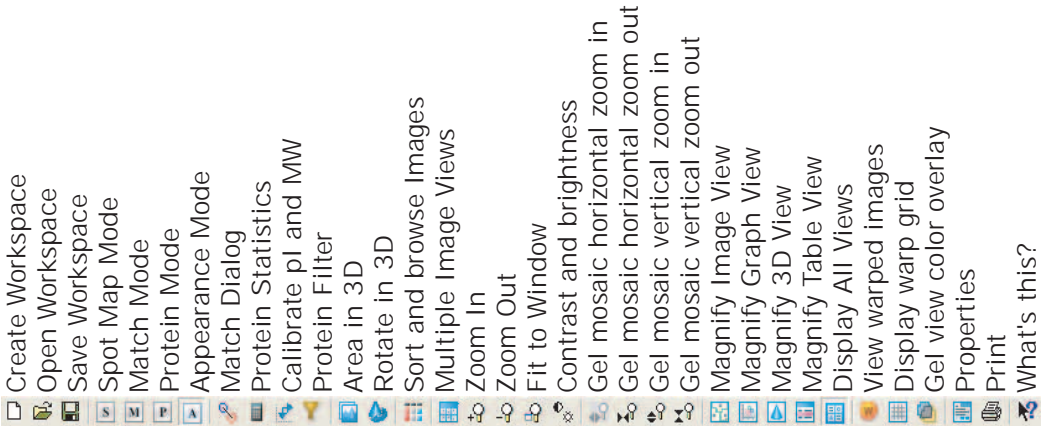 Create Workspace
Open Workspace
Save Workspace
Spot Map Mode
Match Mode
Protein Mode
Appearance Mode
Match Dialog
Protein Statistics
Calibrate pI and MW
Protein Filter
Area in 3D
Rotate in 3D
Sort and browse Images
Multiple Image Views
Zoom In
Zoom Out
Fit to Window
Contrast and brightness
Gel mosaic horizontal zoom in
Gel mosaic horizontal zoom out
Gel mosaic vertical zoom in
Gel mosaic vertical zoom out
Magnify Image View
Magnify Graph View
Magnify 3D View
Magnify Table View
Display All Views
View warped images
Display warp grid
Gel view color overlay
Properties
Print
What's this?
S M P A